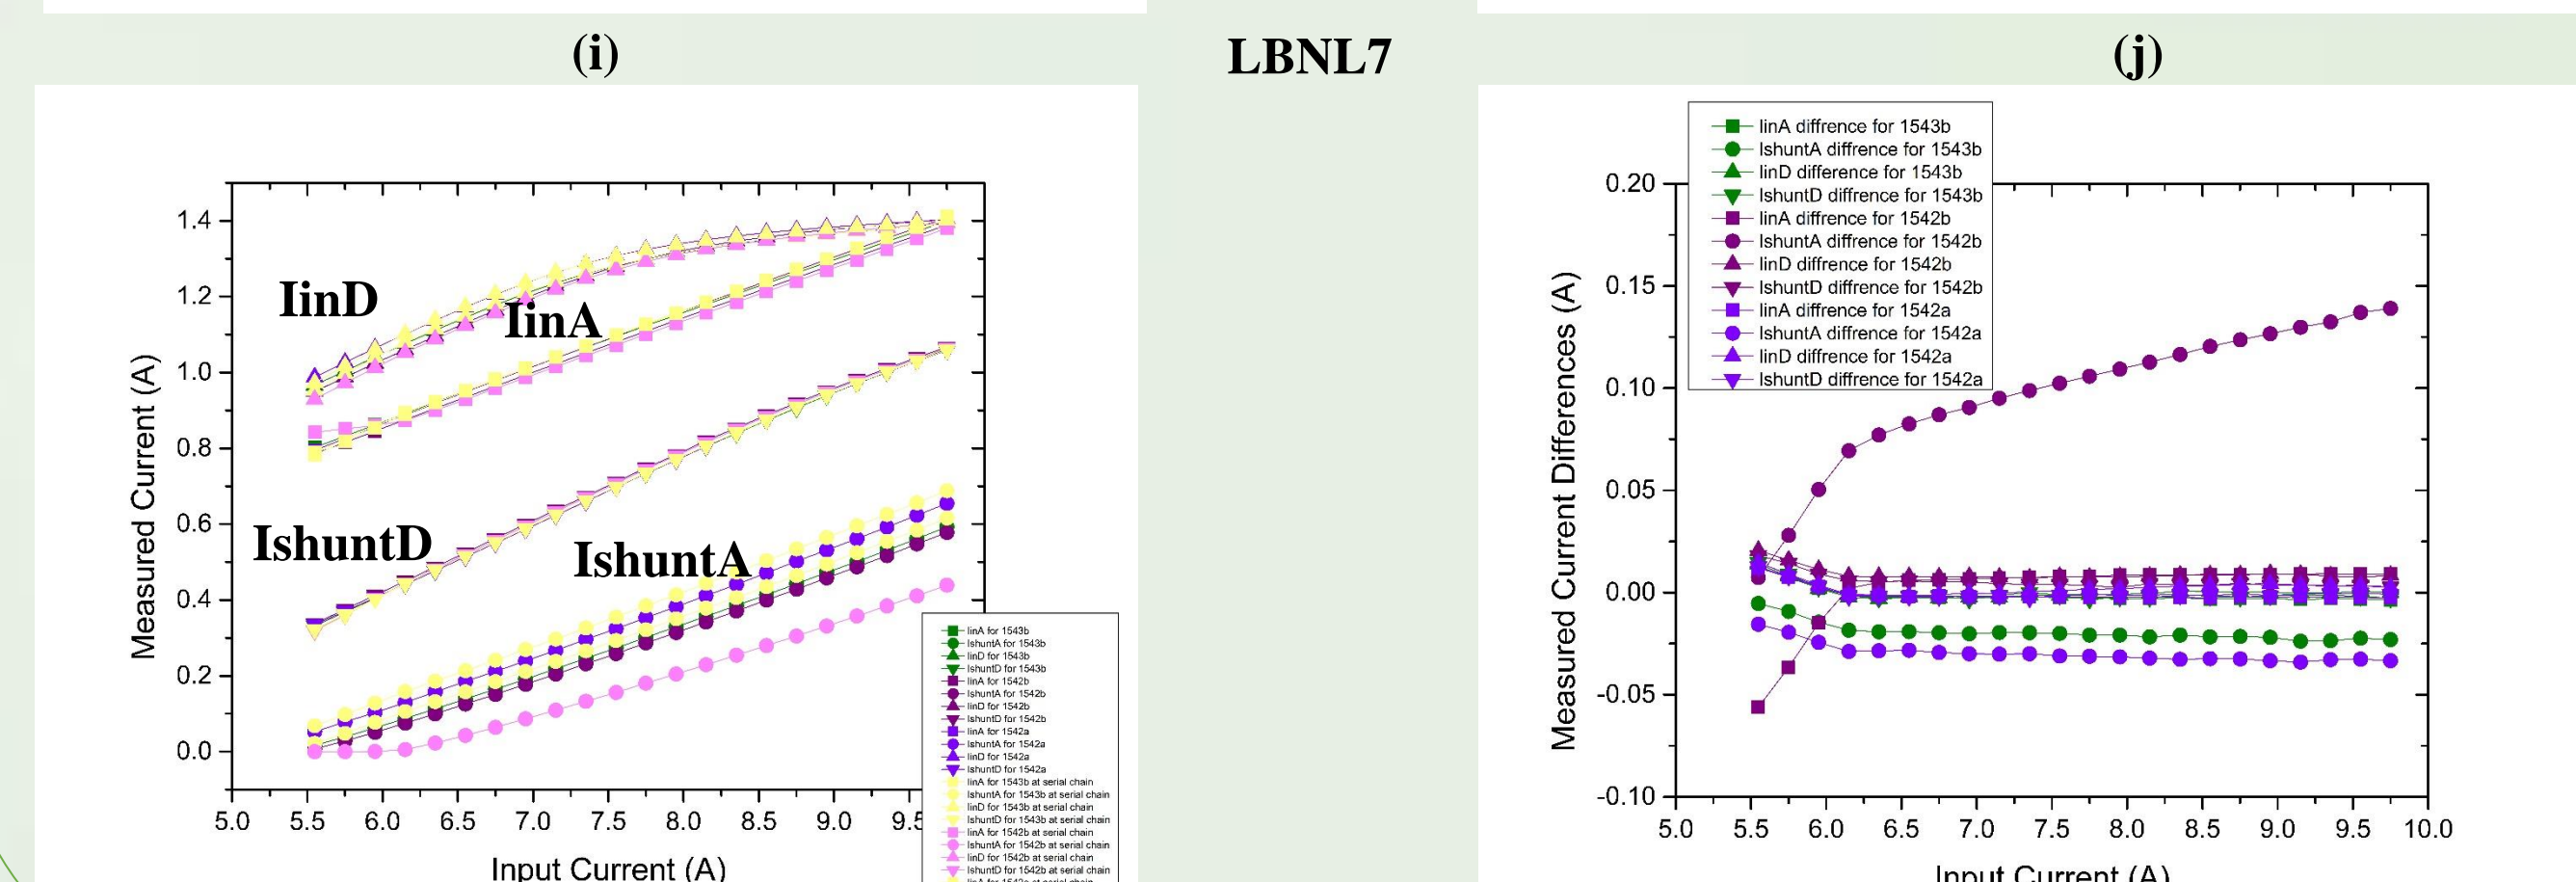 (i)
LBNL7
(j)
1.4
1.2
1.0
0.8
0.6
0.4
0.2
0.0
Measured Current (A)
IinD
IinA
IshuntD
IshuntA
5.0 5.5 6.0 6.5 7.0 7.5 8.0 8.5 9.0 9.5
Input Current (A)
IinA for 1543b
IshuntA for 1543b
IinD for 1543b
IshuntD for 1543b
IinA for 1542b
IshuntA for 1542b
IinD for 1542b
IshuntD for 1542b
IinA for 1542a
IshuntA for 1542a
IinD for 1542a
IshuntD for 1542a
IinA for 1543b at serial chain
IshuntA for 1543b at serial chain
IinD for 1543b at serial chain
IshuntD for 1543b at serial chain
IinA for 1542b at serial chain
IshuntA for 1542b at serial chain
IinD for 1542b at serial chain
IshuntD for 1542b at serial chain
IinA diffrence for 1543b
IshuntA diffrence for 1543b
IinD difference for 1543b
IshuntD difference for 1543b
IinA diffrence for 1542b
IshuntA diffrence for 1542b
IinD diffrence for 1542b
IshuntD diffrence for 1542b
IinA diffrence for 1542a
IshuntA diffrence for 1542a
IinD diffrence for 1542a
IshuntD diffrence for 1542a
0.20
0.15
0.10
0.05
0.00
-0.05
-0.10
Measured Current Differences (A)
5.0 5.5 6.0 6.5 7.0 7.5 8.0 8.5 9.0 9.5 10.0
Input Current (A)